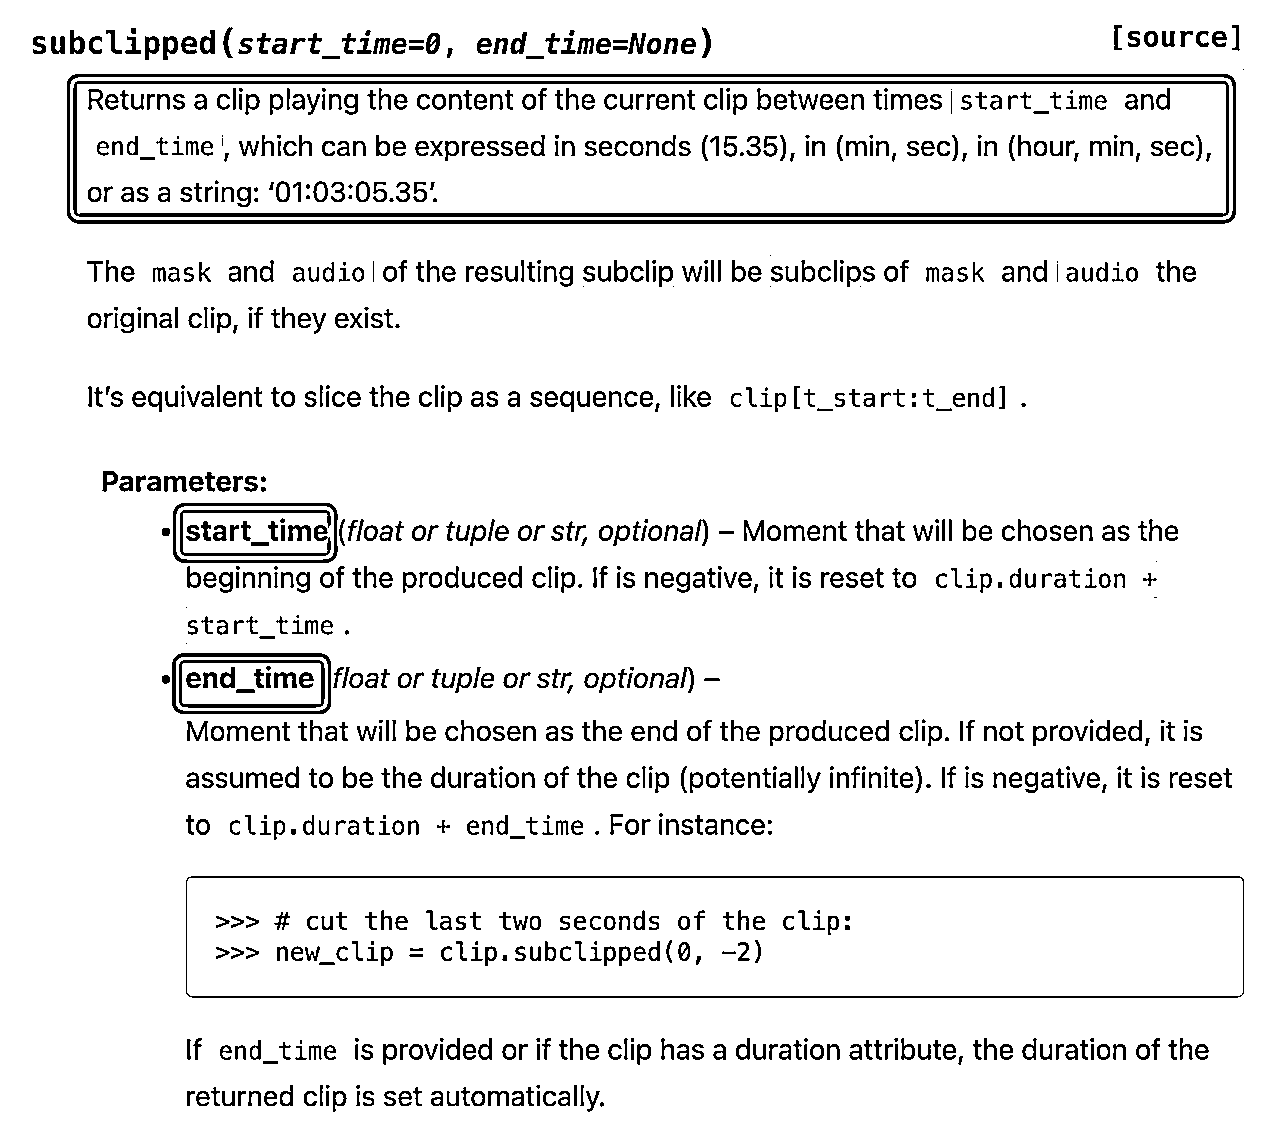 subclipped(start_time=0, end_time=None) [source]
Returns a clip playing the content of the current clip between times start_time and
end_time, which can be expressed in seconds (15.35), in (min, sec), in (hour, min, sec),
or as a string: ‘01:03:05.35’.
The mask and audio of the resulting subclip will be subclips of mask and audio the
original clip, if they exist.
It’s equivalent to slice the clip as a sequence, like clip[t_start:t_end] .
Parameters:
• start_time (float or tuple or str, optional) – Moment that will be chosen as the
beginning of the produced clip. If is negative, it is reset to clip.duration +
start_time .
• end_time float or tuple or str, optional) –
Moment that will be chosen as the end of the produced clip. If not provided, it is
assumed to be the duration of the clip (potentially infinite). If is negative, it is reset
to clip.duration + end_time . For instance:
>>> # cut the last two seconds of the clip:
>>> new_clip = clip.subclipped(0, -2)
If end_time is provided or if the clip has a duration attribute, the duration of the
returned clip is set automatically.